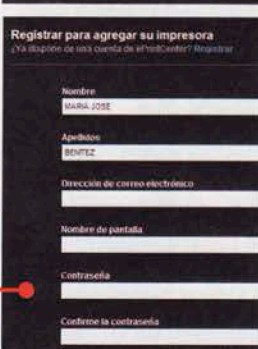 Registrar para agregar su impresora
¿Ya dispone de una cuenta de ePrintCenter? Registrar
Nombre
MARIA JOSE
Apellidos
BENITEZ
Dirección de correo electrónico
Nombre de pantalla
Contraseña
Confirme la contraseña